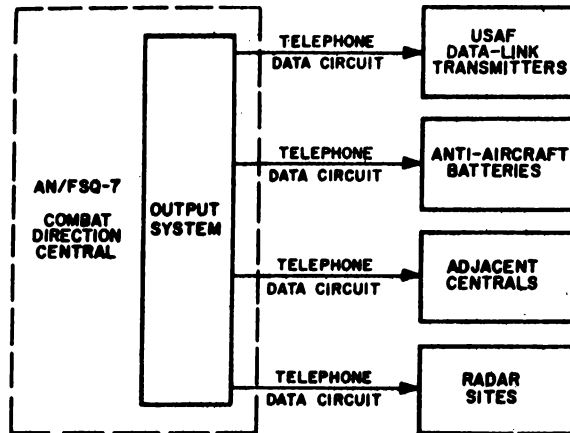 AN/FSQ-7
COMBAT
DIRECTION
CENTRAL
OUTPUT
SYSTEM
TELEPHONE
DATA CIRCUIT
USAF
DATA-LINK
TRANSMITTERS
TELEPHONE
DATA CIRCUIT
ANTI-AIRCRAFT
BATTERIES
TELEPHONE
DATA CIRCUIT
ADJACENT
CENTRALS
TELEPHONE
DATA CIRCUIT
RADAR
SITES